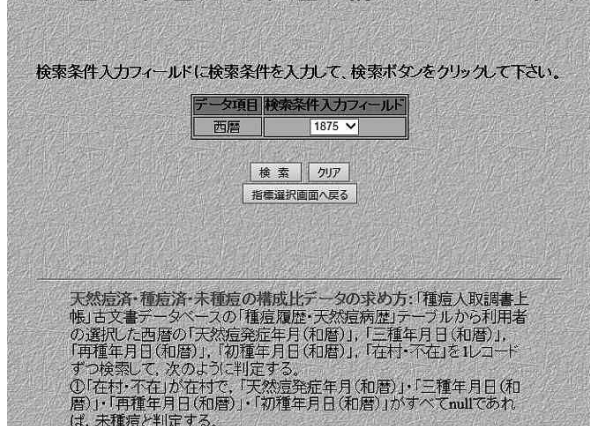 検索条件入力フィールドに検索条件を入力して、検索ボタンをクリックして下さい。
データ項目 検索条件入力フィールド
西暦 1875
検 索 クリア
指標選択画面へ戻る
天然痘済・種痘済・未種痘の構成比データの求め方:「種痘人取調書上
帳」古文書データベースの「種痘履歴・天然痘病歴」テーブルから利用者
の選択した西暦の「天然痘発症年月(和暦)」,「三種年月日(和暦)」,
「再種年月日(和暦)」,「初種年月日(和暦)」,「在村・不在」を1レコード
ずつ検索して、次のように判定する。
①「在村・不在」が在村で,「天然痘発症年月(和暦)」・「三種年月日(和
暦)」・「再種年月日(和暦)」・「初種年月日(和暦)」がすべてnullであれ
ば,未種痘と判定する。